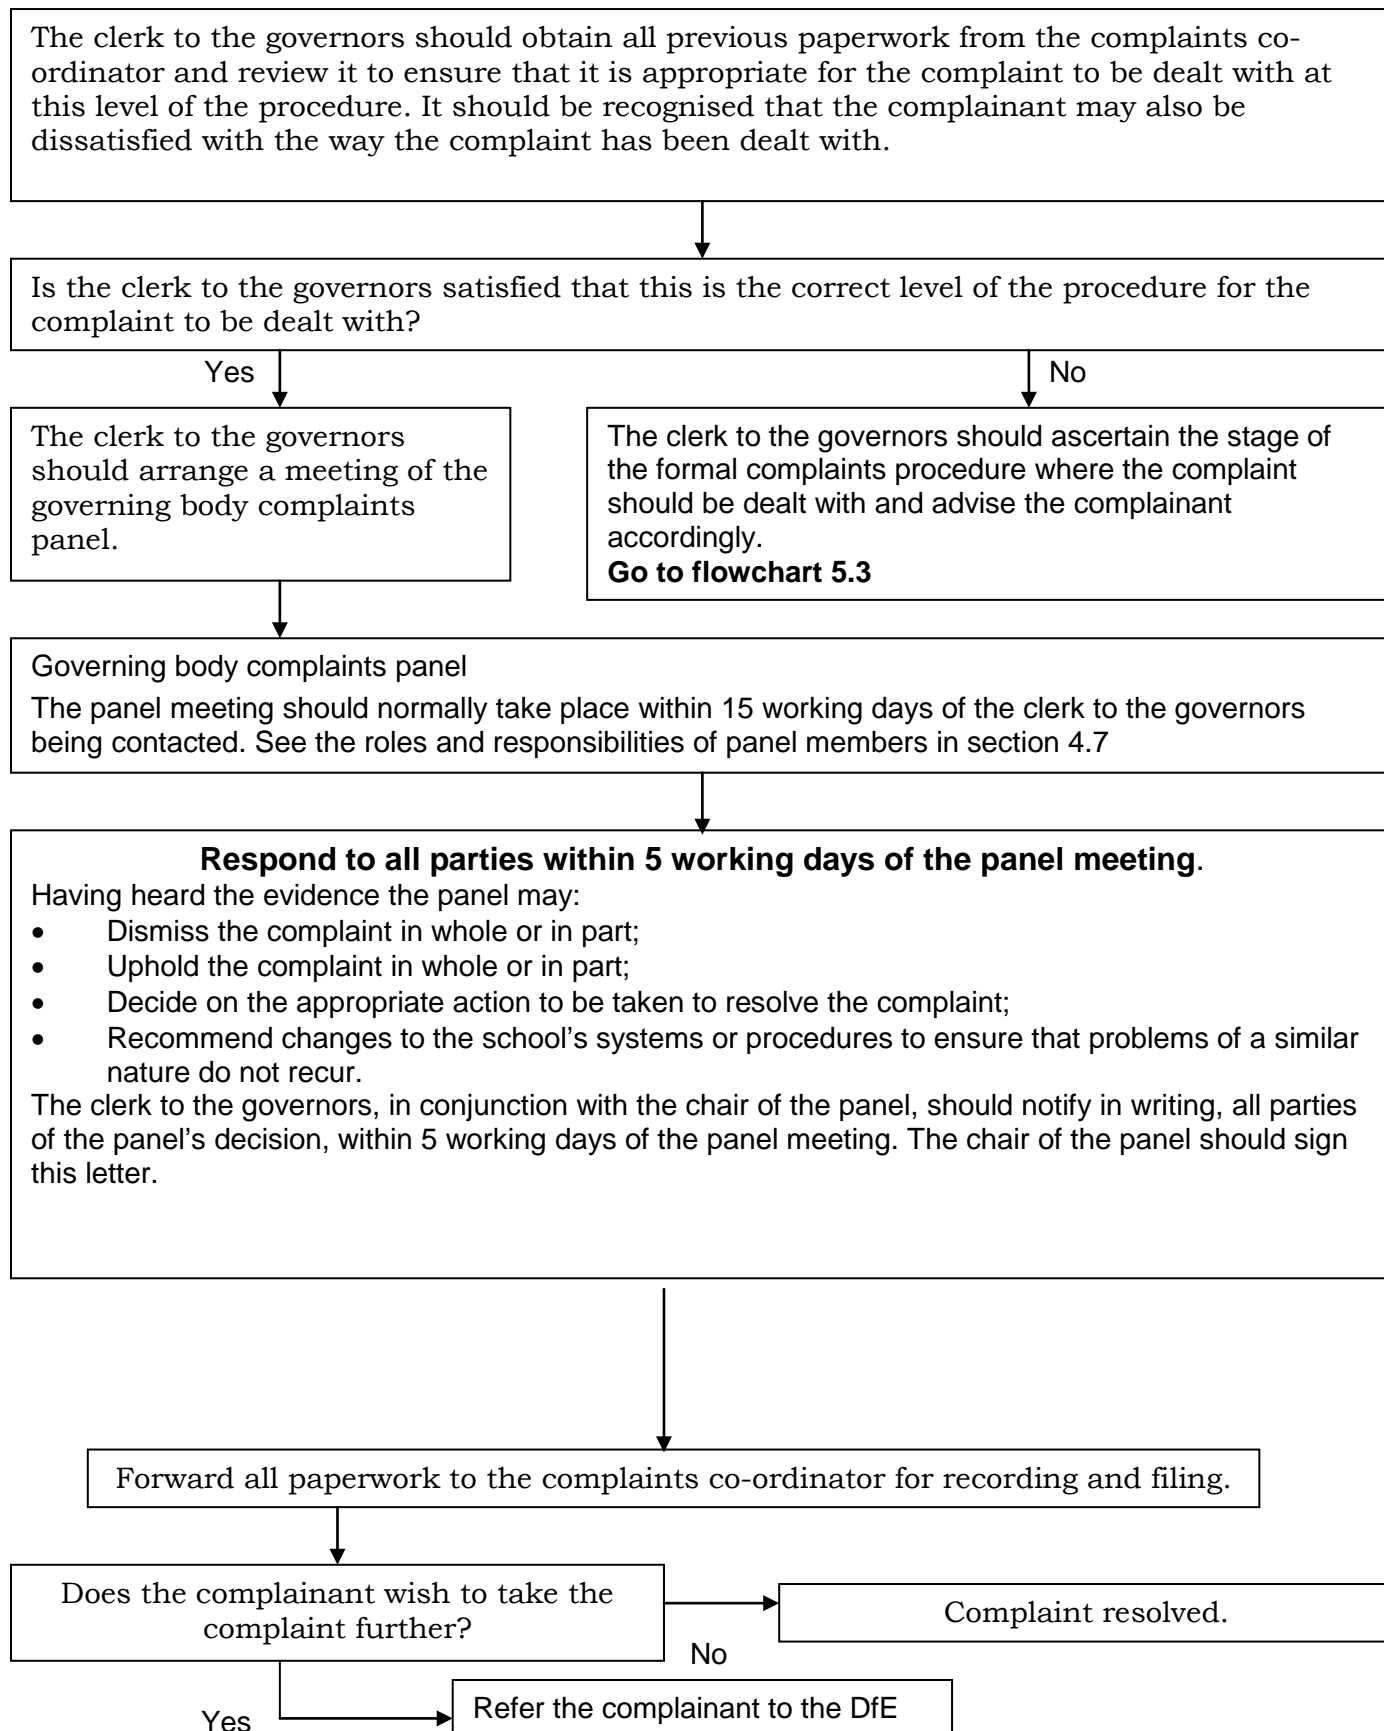 The clerk to the governors should obtain all previous paperwork from the complaints co-
ordinator and review it to ensure that it is appropriate for the complaint to be dealt with at
this level of the procedure. It should be recognised that the complainant may also be
dissatisfied with the way the complaint has been dealt with.
Is the clerk to the governors satisfied that this is the correct level of the procedure for the
complaint to be dealt with?
Yes
No
The clerk to the governors
should arrange a meeting of the
governing body complaints
panel.
The clerk to the governors should ascertain the stage of
the formal complaints procedure where the complaint
should be dealt with and advise the complainant
accordingly.
Go to flowchart 5.3
Governing body complaints panel
The panel meeting should normally take place within 15 working days of the clerk to the governors
being contacted. See the roles and responsibilities of panel members in section 4.7
Respond to all parties within 5 working days of the panel meeting.
Having heard the evidence the panel may:
• Dismiss the complaint in whole or in part;
• Uphold the complaint in whole or in part;
• Decide on the appropriate action to be taken to resolve the complaint;
• Recommend changes to the school’s systems or procedures to ensure that problems of a similar
nature do not recur.
The clerk to the governors, in conjunction with the chair of the panel, should notify in writing, all parties
of the panel’s decision, within 5 working days of the panel meeting. The chair of the panel should sign
this letter.
Forward all paperwork to the complaints co-ordinator for recording and filing.
Does the complainant wish to take the
complaint further?
Complaint resolved.
No
Yes
Refer the complainant to the DfE